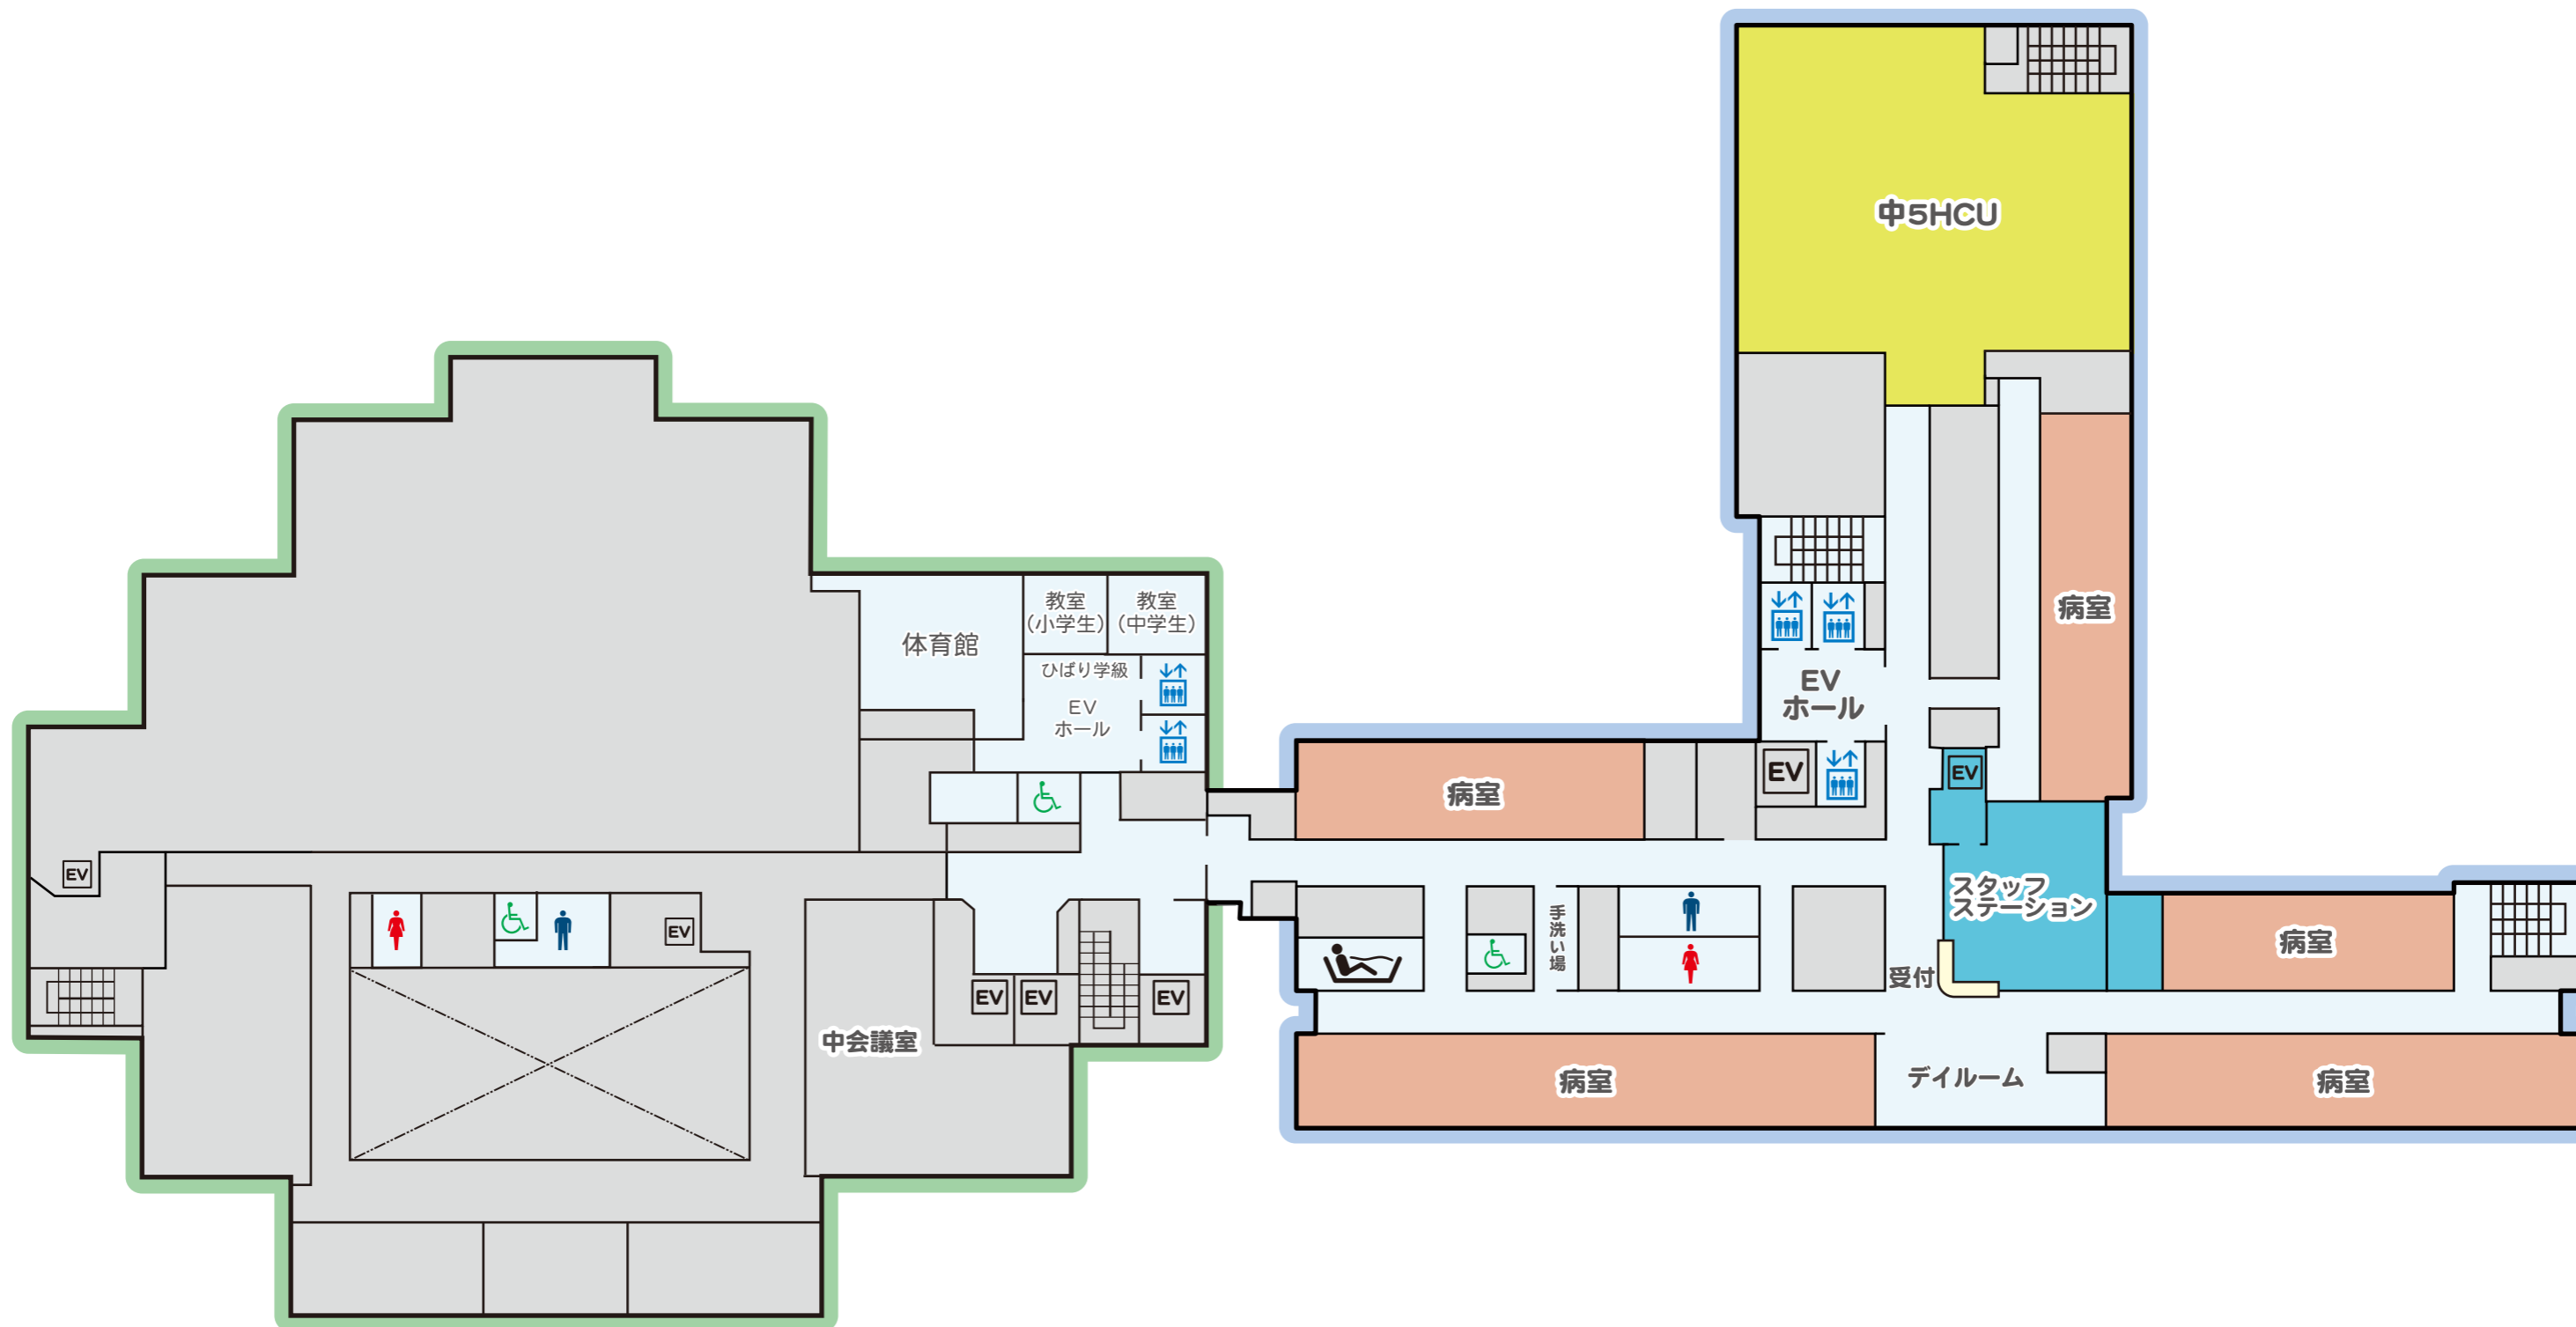 中5HCU
病室
教室
(小学生)
教室
(中学生)
体育館
ひばり学級
EV
ホール
EV
ホール
EV
EV
病室
EV
EV
手洗い場
スタッフ
ステーション
病室
受付
EV
EV
EV
中会議室
病室
デイルーム
病室